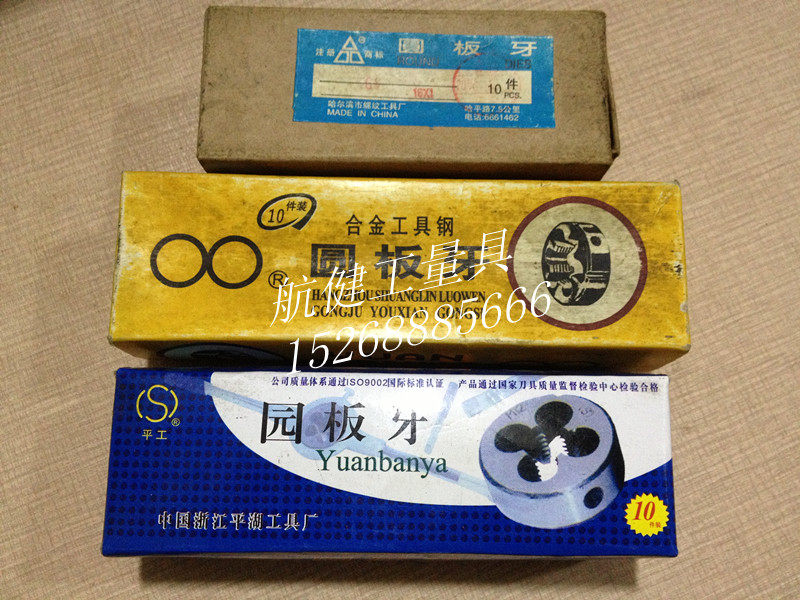 注册 商标
圆板牙
ROUND DIES
10 件
PCS.
哈尔滨市螺纹工具厂
MADE IN CHINA
哈平路7.5公里
电话:6661462
10件装
合金工具钢
®
圆板牙
HANGZHOU SHUANGLIN LUOWEN
GONGJU YOUXIAN GONGSI
航健工量具
15268885666
公司质量体系通过ISO9002国际标准认证 产品通过国家刀具质量监督检验中心检验合格
S
®
平工
园板牙
Yuanbanya
M12
中国浙江平湖工具厂
10
件装